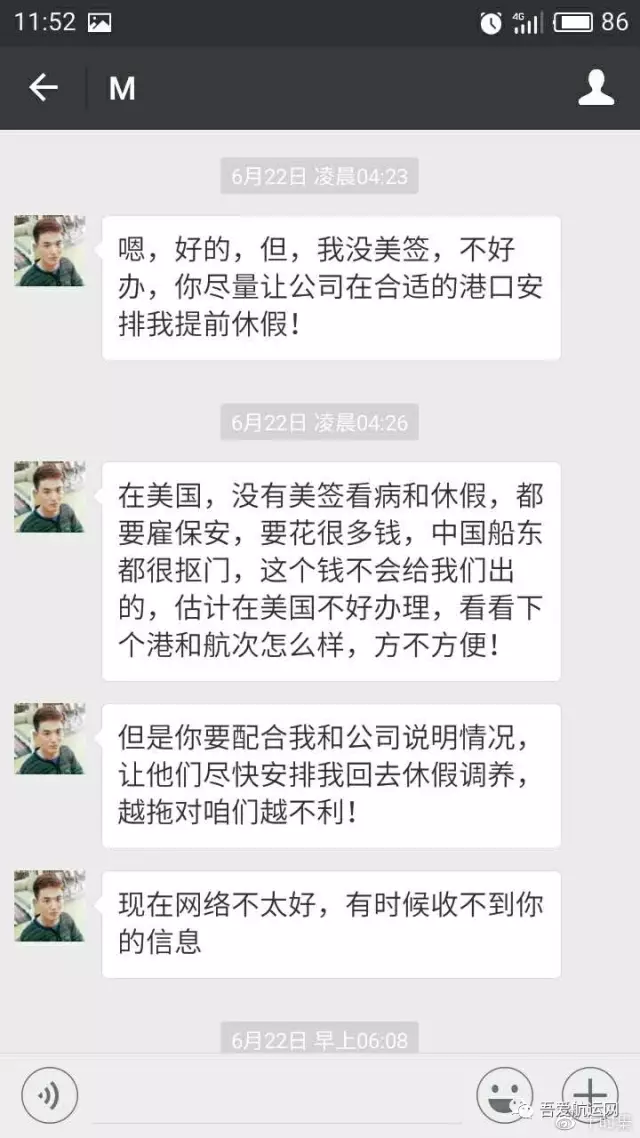 11:52
4G
86
M
6月22日 凌晨04:23
嗯，好的，但，我没美签，不好
办，你尽量让公司在合适的港口安
排我提前休假！
6月22日 凌晨04:26
在美国，没有美签看病和休假，都
要雇保安，要花很多钱，中国船东
都很抠门，这个钱不会给我们出
的，估计在美国不好办理，看看下
个港和航次怎么样，方不方便！
但是你要配合我和公司说明情况，
让他们尽快安排我回去休假调养，
越拖对咱们越不利！
现在网络不太好，有时候收不到你
的信息
6月22日 早上06:08
吾爱航运网